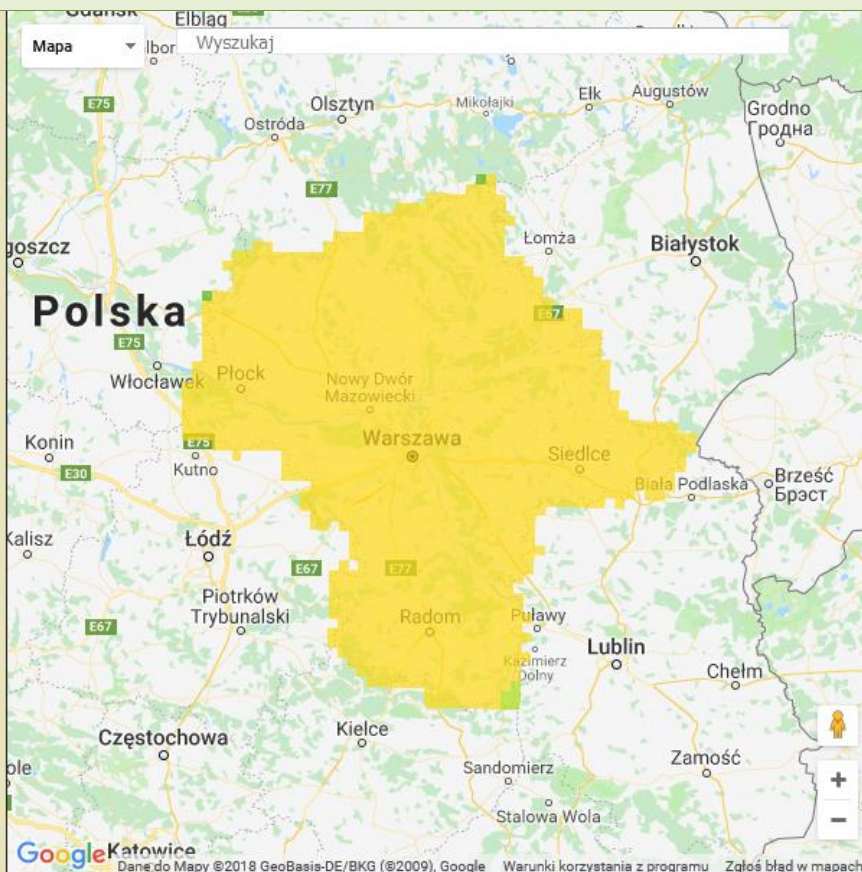 Gdańsk
Elbląg
Mapa
Wyszukaj
Ełk
Augustów
Mikołajki
Grodno
Гродна
E75
Olsztyn
Ostróda
E77
Łomża
Białystok
goszcz
Polska
E67
E75
Włocławek
Płock
Nowy Dwór
Mazowiecki
Warszawa
Konin
E75
Siedlce
E30
Kutno
Biała Podlaska
Brześć
Брэст
Kalisz
Łódź
E67
E77
Piotrków
Trybunalski
E67
Radom
Puławy
Kazimierz
Dolny
Lublin
Chełm
Kielce
Częstochowa
Sandomierz
Zamość
ole
+
Stalowa Wola
−
Google
Katowice
Dane do Mapy ©2018 GeoBasis-DE/BKG (©2009), Google Warunki korzystania z programu Zgłoś błąd w mapach